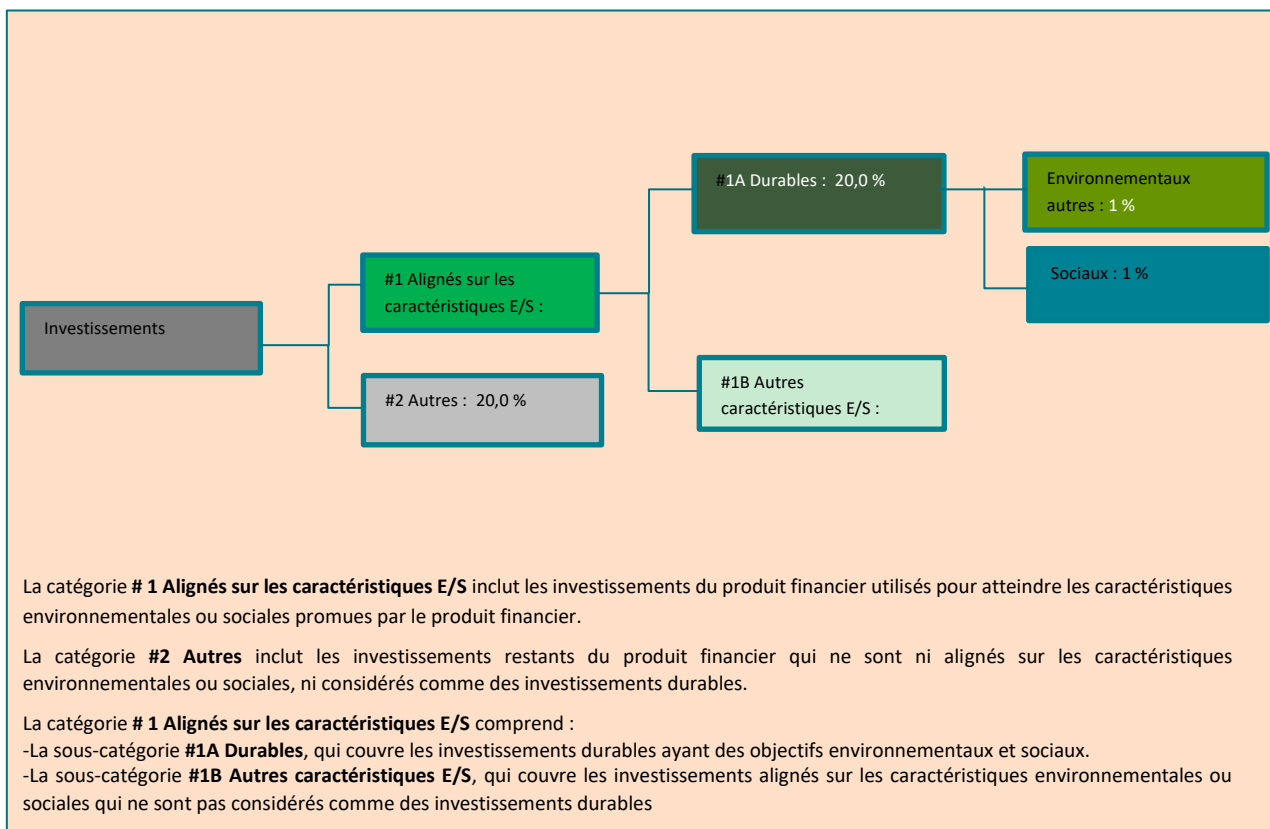 #1A Durables : 20,0 %
Environnementaux
autres : 1 %
#1 Alignés sur les
caractéristiques E/S :
Sociaux : 1 %
Investissements
#2 Autres : 20,0 %
#1B Autres
caractéristiques E/S :
La catégorie # 1 Alignés sur les caractéristiques E/S inclut les investissements du produit financier utilisés pour atteindre les caractéristiques
environnementales ou sociales promues par le produit financier.
La catégorie #2 Autres inclut les investissements restants du produit financier qui ne sont ni alignés sur les caractéristiques
environnementales ou sociales, ni considérés comme des investissements durables.
La catégorie # 1 Alignés sur les caractéristiques E/S comprend :
-La sous-catégorie #1A Durables, qui couvre les investissements durables ayant des objectifs environnementaux et sociaux.
-La sous-catégorie #1B Autres caractéristiques E/S, qui couvre les investissements alignés sur les caractéristiques environnementales ou
sociales qui ne sont pas considérés comme des investissements durables